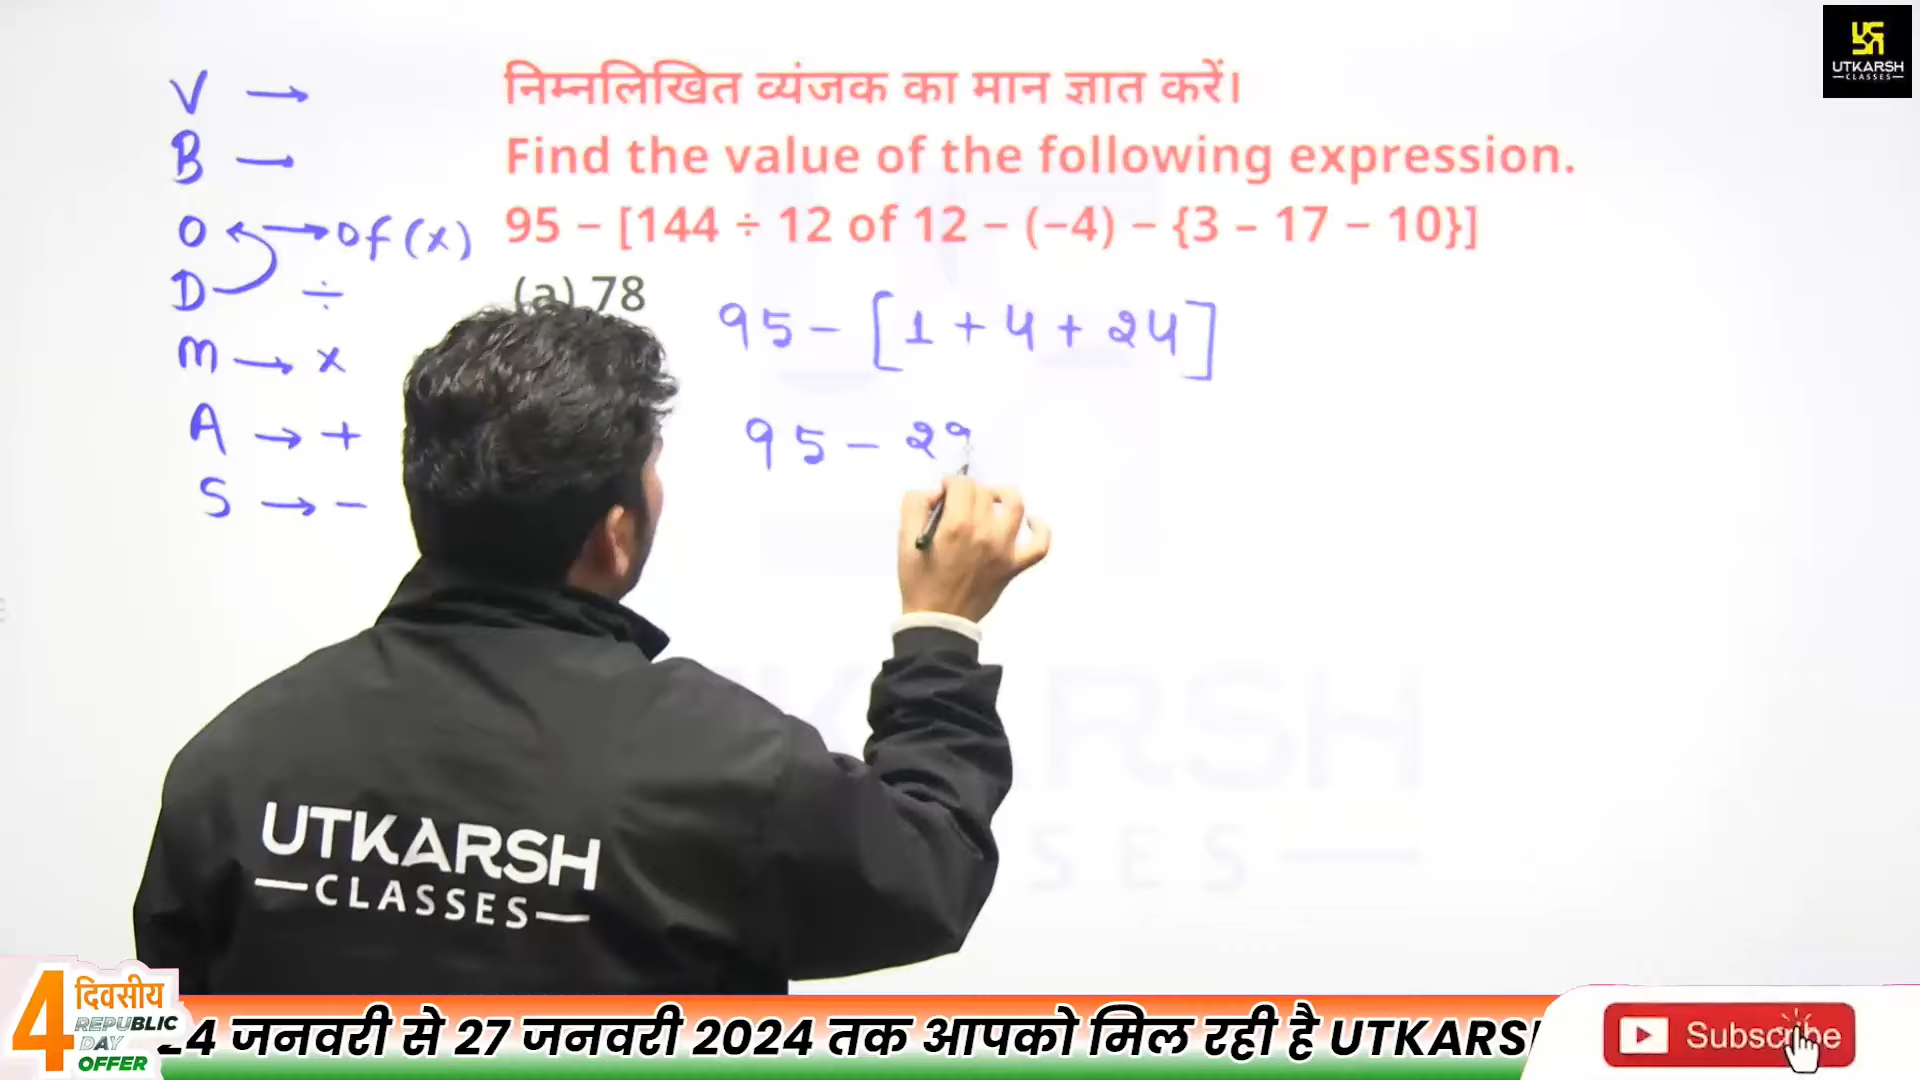 V →
B —
O → of (×)
D ÷
M → ×
A → +
S → −
निम्नलिखित व्यंजक का मान ज्ञात करें।
Find the value of the following expression.
95 − [144 ÷ 12 of 12 − (−4) − {3 – 17 − 10}]
(a) 78
95 − [1 + 4 + 24]
95 − 29
UTKARSH
CLASSES
UTKARSH
CLASSES
4 दिवसीय
REPUBLIC
DAY
OFFER
24 जनवरी से 27 जनवरी 2024 तक आपको मिल रही है UTKARSH
Subscribe